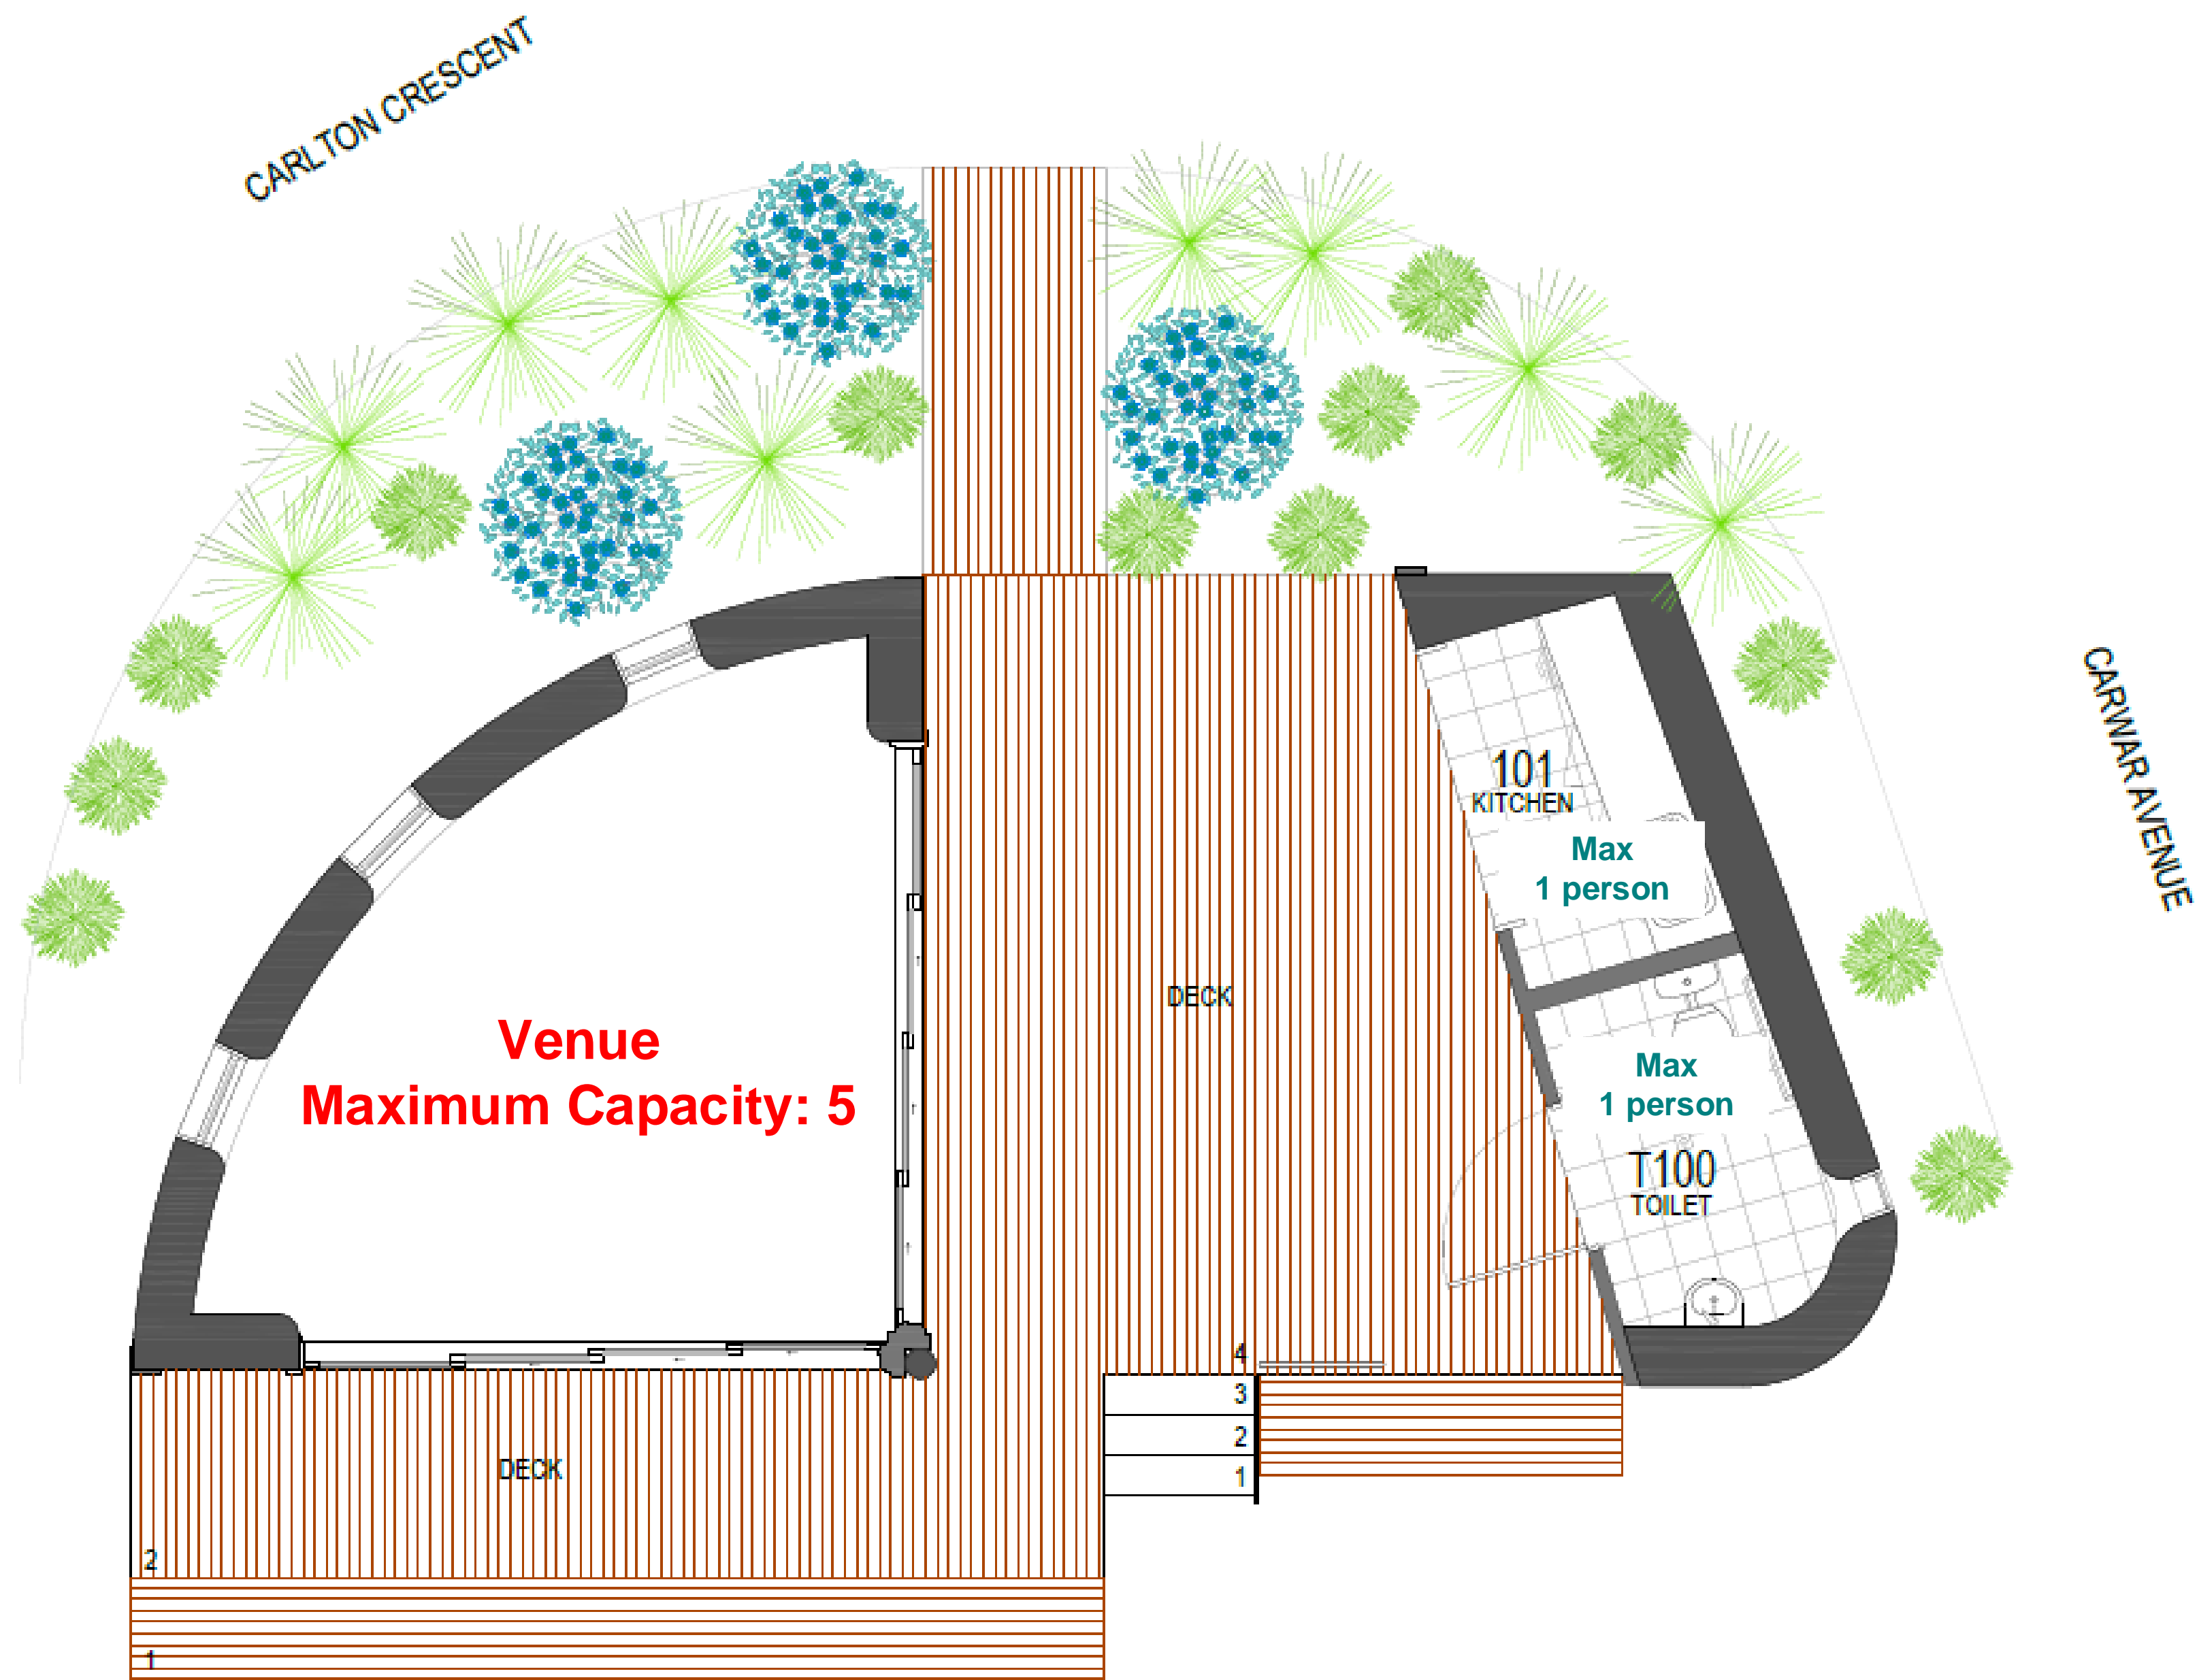 CARLTON CRESCENT
CARWAR AVENUE
101
KITCHEN
Max
1 person
DECK
Venue
Maximum Capacity: 5
Max
1 person
T100
TOILET
4
3
2
1
DECK
2
1